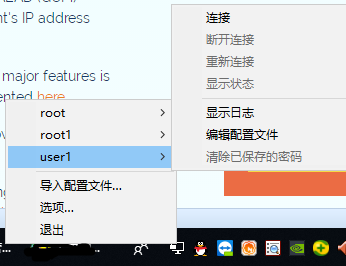 nt's IP address
major features is
ented here
root
root1
user1
导入配置文件...
选项...
退出
连接
断开连接
重新连接
显示状态
显示日志
编辑配置文件
清除已保存的密码